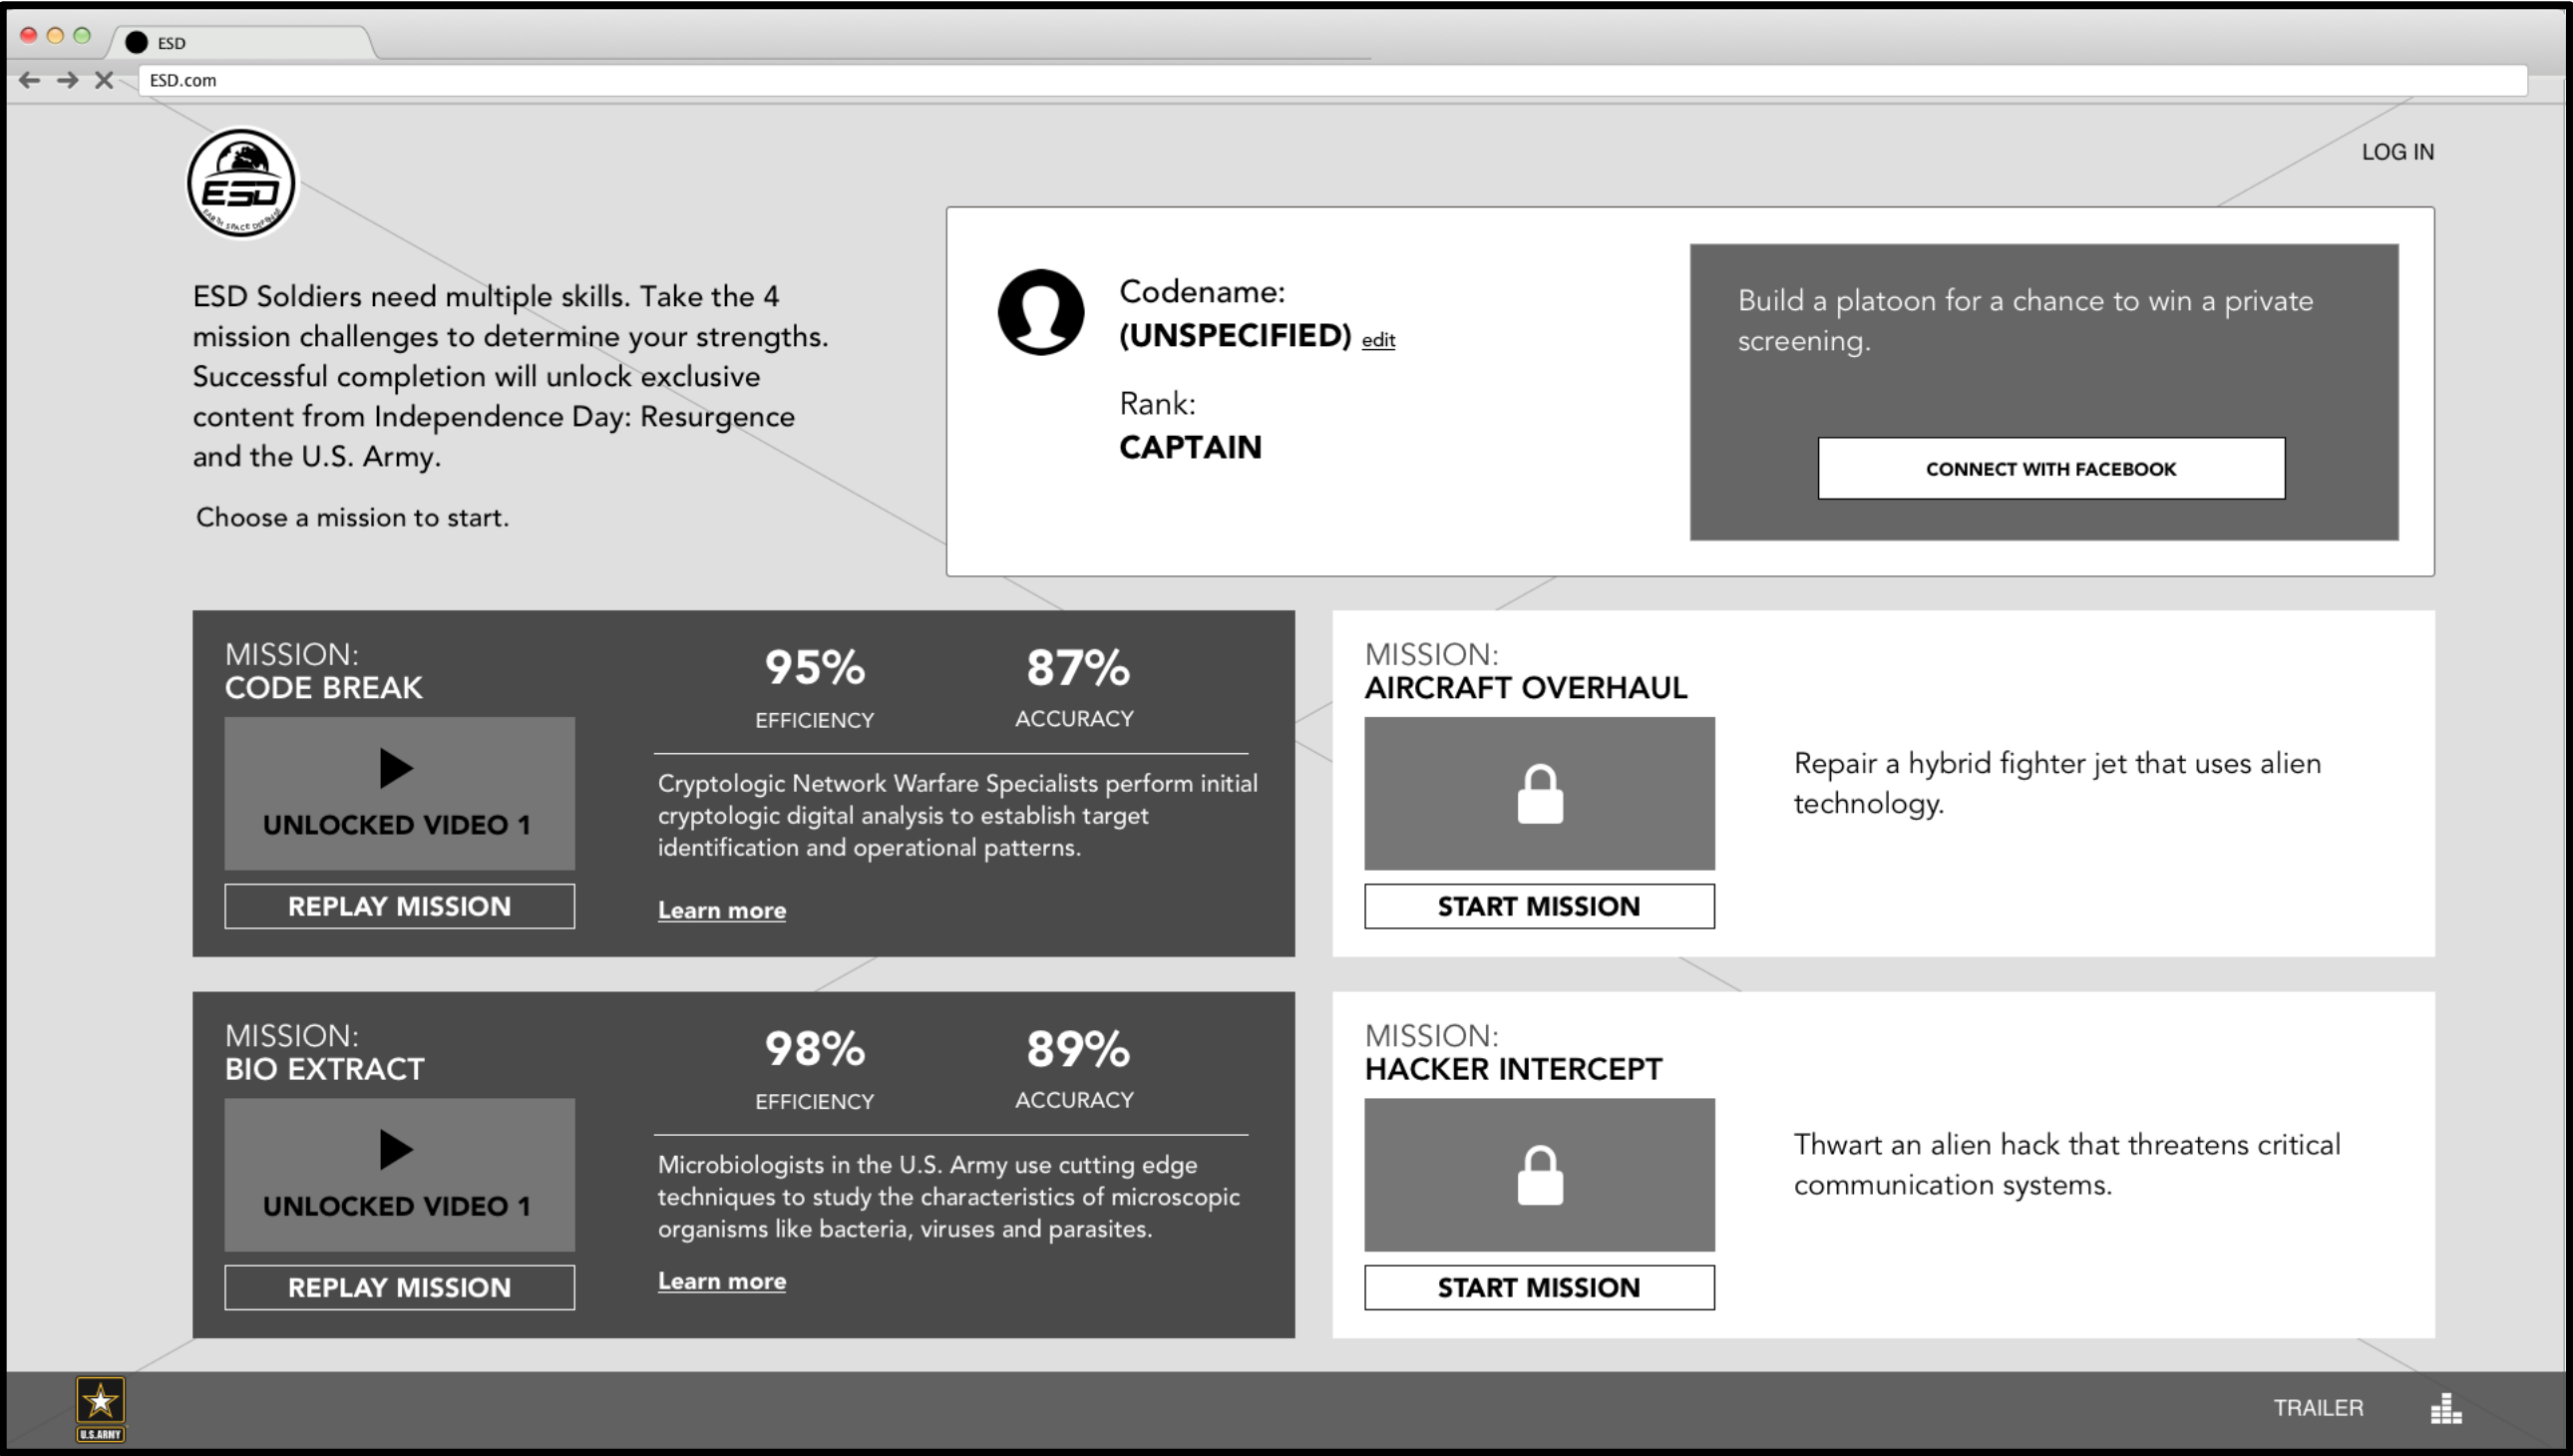 ESD
ESD.com
LOG IN
ESD
EARTH SPACE DEFENSE
ESD Soldiers need multiple skills. Take the 4
mission challenges to determine your strengths.
Successful completion will unlock exclusive
content from Independence Day: Resurgence
and the U.S. Army.
Choose a mission to start.
Codename:
(UNSPECIFIED) edit
Rank:
CAPTAIN
Build a platoon for a chance to win a private
screening.
CONNECT WITH FACEBOOK
MISSION:
CODE BREAK
UNLOCKED VIDEO 1
REPLAY MISSION
95%
EFFICIENCY
87%
ACCURACY
Cryptologic Network Warfare Specialists perform initial
cryptologic digital analysis to establish target
identification and operational patterns.
Learn more
MISSION:
AIRCRAFT OVERHAUL
START MISSION
Repair a hybrid fighter jet that uses alien
technology.
MISSION:
BIO EXTRACT
UNLOCKED VIDEO 1
REPLAY MISSION
98%
EFFICIENCY
89%
ACCURACY
Microbiologists in the U.S. Army use cutting edge
techniques to study the characteristics of microscopic
organisms like bacteria, viruses and parasites.
Learn more
MISSION:
HACKER INTERCEPT
START MISSION
Thwart an alien hack that threatens critical
communication systems.
U.S.ARMY
TRAILER